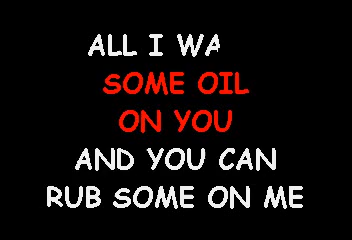 ALL I WA
SOME OIL
ON YOU
AND YOU CAN
RUB SOME ON ME